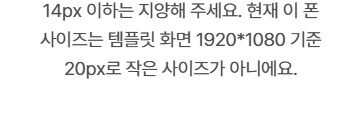 14px 이하는 지양해 주세요. 현재 이 폰
사이즈는 템플릿 화면 1920*1080 기준
20px로 작은 사이즈가 아니에요.